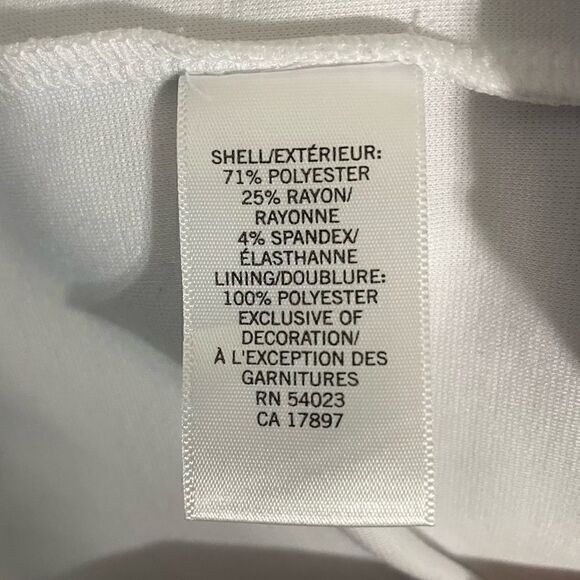 SHELL/EXTÉRIEUR:
71% POLYESTER
25% RAYON/
RAYONNE
4% SPANDEX/
ÉLASTHANNE
LINING/DOUBLURE:
100% POLYESTER
EXCLUSIVE OF
DECORATION/
À L'EXCEPTION DES
GARNITURES
RN 54023
CA 17897